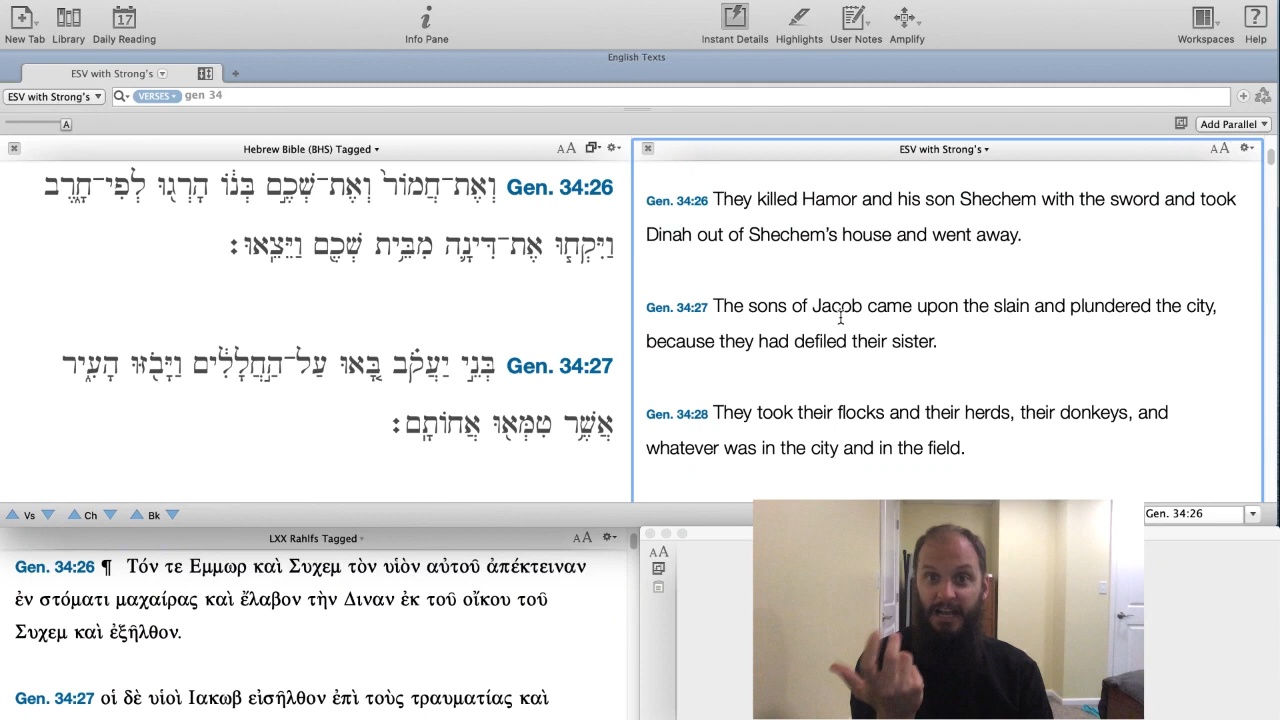 New Tab
Library
Daily Reading
17
Info Pane
Instant Details
Highlights
User Notes
Amplify
Workspaces
Help
English Texts
ESV with Strong's
ESV with Strong's
VERSES
gen 34
A
Add Parallel
Hebrew Bible (BHS) Tagged
AA
Gen. 34:26 וְאֶת־חֲמוֹר֙ וְאֶת־שְׁכֶ֣ם בְּנ֔וֹ הָרְג֖וּ לְפִי־חָ֑רֶב
וַיִּקְח֧וּ אֶת־דִּינָ֛ה מִבֵּ֥ית שְׁכֶ֖ם וַיֵּצֵֽאוּ׃
Gen. 34:27 בְּנֵ֣י יַעֲקֹ֗ב בָּ֚אוּ עַל־הַ֣חֲלָלִ֔ים וַיָּבֹ֖זּוּ הָעִ֑יר
אֲשֶׁ֥ר טִמְּא֖וּ אֲחוֹתָֽם׃
ESV with Strong's
AA
Gen. 34:26 They killed Hamor and his son Shechem with the sword and took
Dinah out of Shechem’s house and went away.
Gen. 34:27 The sons of Jacob came upon the slain and plundered the city,
because they had defiled their sister.
Gen. 34:28 They took their flocks and their herds, their donkeys, and
whatever was in the city and in the field.
Vs
Ch
Bk
Gen. 34:26
LXX Rahlfs Tagged
AA
Gen. 34:26 ¶ Τόν τε Εμμωρ καὶ Συχεμ τὸν υἱὸν αὐτοῦ ἀπέκτειναν
ἐν στόματι μαχαίρας καὶ ἔλαβον τὴν Διναν ἐκ τοῦ οἴκου τοῦ
Συχεμ καὶ ἐξῆλθον.
Gen. 34:27 οἱ δὲ υἱοὶ Ιακωβ εἰσῆλθον ἐπὶ τοὺς τραυματίας καὶ
AA